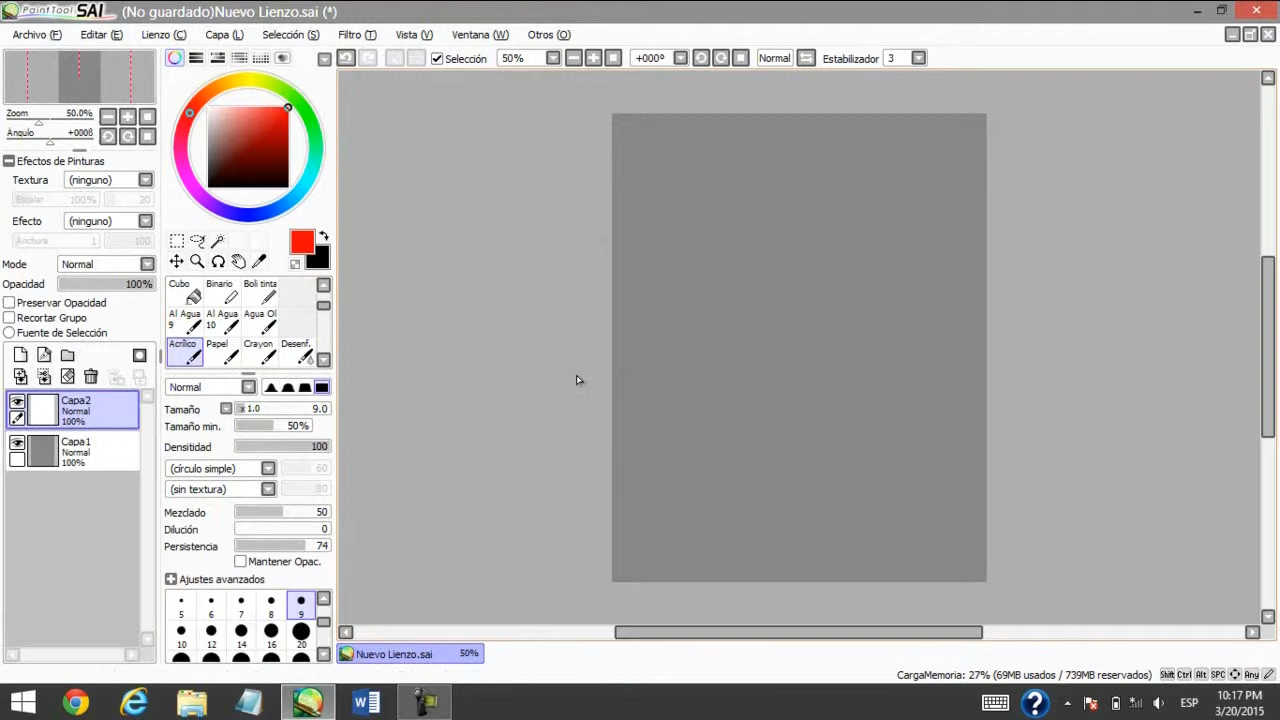 PaintTool SAI (No guardado)Nuevo Lienzo.sai (*)
Archivo (F) Editar (E) Lienzo (C) Capa (L) Selección (S) Filtro (T) Vista (V) Ventana (W) Otros (O)
Selección 50% +000º Normal Estabilizador 3
Zoom 50.0%
Ángulo +000ß
Efectos de Pinturas
Textura (ninguno)
Escalar 100% 20
Efecto (ninguno)
Anchura 1 100
Mode Normal
Opacidad 100%
Preservar Opacidad
Recortar Grupo
Fuente de Selección
Capa2
Normal
100%
Capa1
Normal
100%
Cubo Binario Boli tinta
Al Agua 9 Al Agua 10 Agua Ol
Acrílico Papel Crayon Desenf.
Normal
Tamaño x 1.0 9.0
Tamaño min. 50%
Densitidad 100
(círculo simple) 60
(sin textura) 80
Mezclado 50
Dilución 0
Persistencia 74
Mantener Opac.
Ajustes avanzados
5 6 7 8 9
10 12 14 16 20
Nuevo Lienzo.sai 50%
CargaMemoria: 27% (69MB usados / 739MB reservados) Shift Ctrl Alt SPC Any
ESP 10:17 PM
3/20/2015